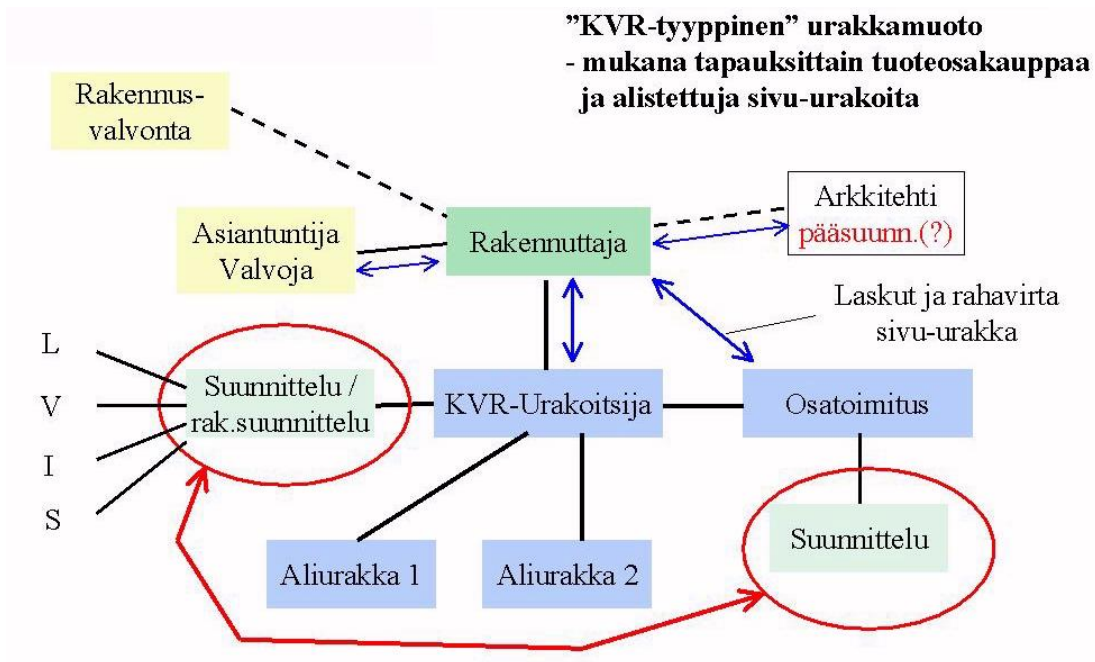 ”KVR-tyyppinen” urakkamuoto
- mukana tapauksittain tuoteosakauppaa
ja alistettuja sivu-urakoita
Rakennus-
valvonta
Arkkitehti
pääsuunn.(?)
Asiantuntija
Valvoja
Rakennuttaja
Laskut ja rahavirta
sivu-urakka
L
V
I
S
Suunnittelu /
rak.suunnittelu
KVR-Urakoitsija
Osatoimitus
Suunnittelu
Aliurakka 1
Aliurakka 2